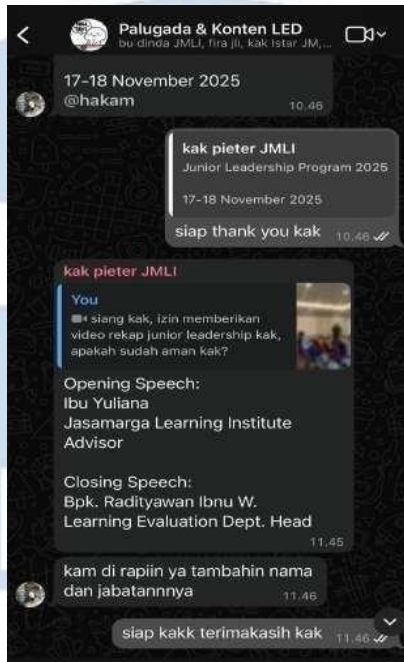 Palugada & Konten LED
bu dinda JMLI, fira jli, kak Istar JM,...
17-18 November 2025
@hakam
10.46
kak pieter JMLI
Junior Leadership Program 2025
17-18 November 2025
siap thank you kak
10.46
kak pieter JMLI
You
siang kak, izin memberikan
video rekap junior leadership kak,
apakah sudah aman kak?
Opening Speech:
Ibu Yuliana
Jasamarga Learning Institute
Advisor
Closing Speech:
Bpk. Radityawan Ibnu W.
Learning Evaluation Dept. Head
11.45
kam di rapiin ya tambahin nama
dan jabatannnya
11.46
siap kakk terimakasih kak
11.46